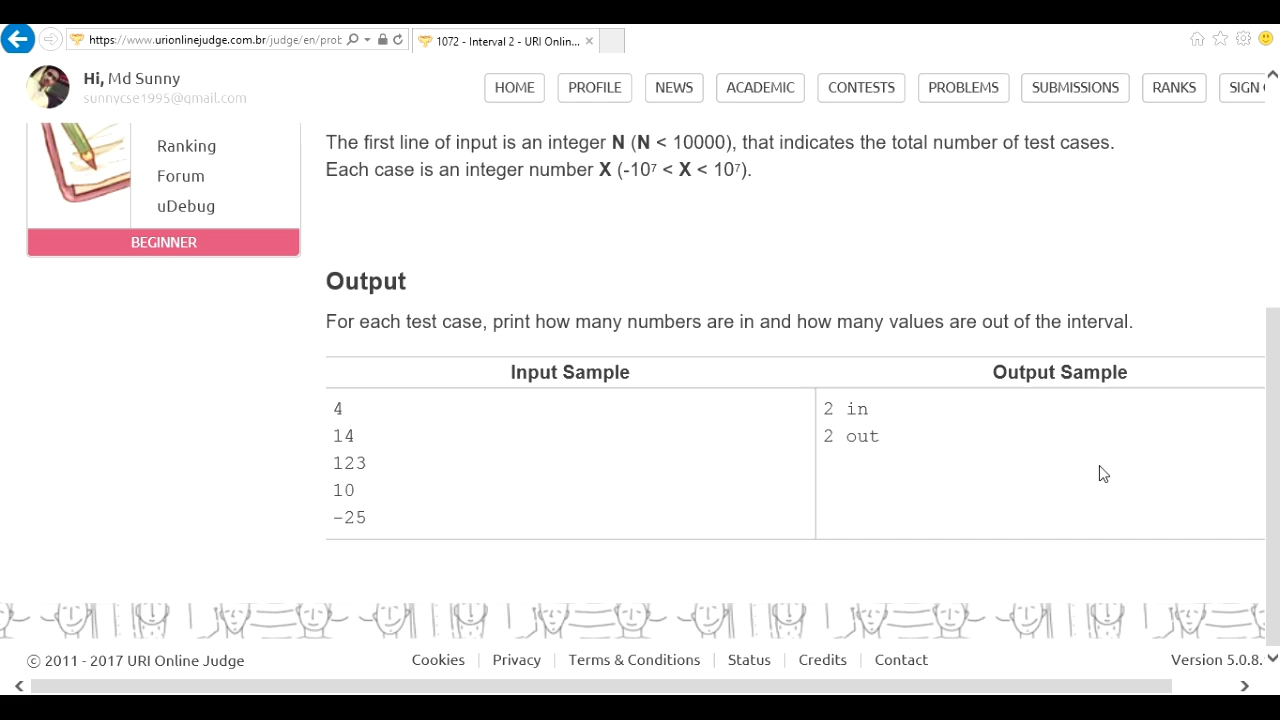 https://www.urionlinejudge.com.br/judge/en/prob
1072 - Interval 2 - URI Onlin...
Hi, Md Sunny
sunnycse1995@gmail.com
HOME
PROFILE
NEWS
ACADEMIC
CONTESTS
PROBLEMS
SUBMISSIONS
RANKS
SIGN
Ranking
Forum
uDebug
BEGINNER
The first line of input is an integer N (N < 10000), that indicates the total number of test cases.
Each case is an integer number X (-10⁷ < X < 10⁷).
Output
For each test case, print how many numbers are in and how many values are out of the interval.
Input Sample
Output Sample
4
14
123
10
-25
2 in
2 out
© 2011 - 2017 URI Online Judge
Cookies
Privacy
Terms & Conditions
Status
Credits
Contact
Version 5.0.8.